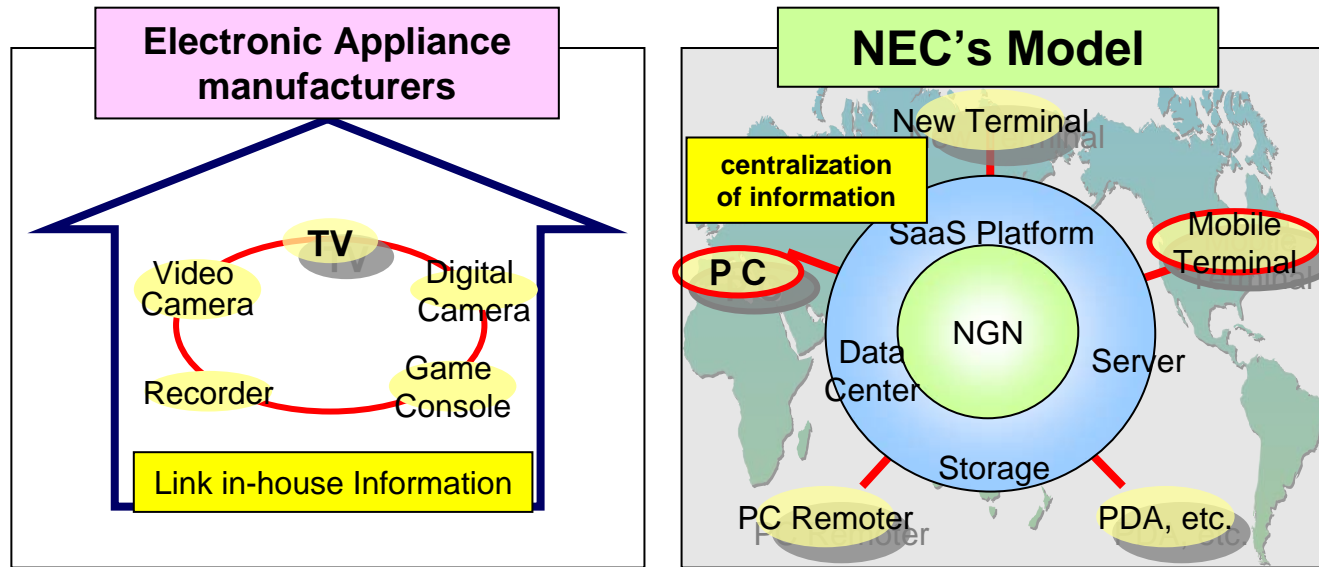 Electronic Appliance
manufacturers
TV
Video
Camera
Digital
Camera
Recorder
Game
Console
Link in-house Information
NEC’s Model
New Terminal
centralization
of information
SaaS Platform
Mobile
Terminal
P C
NGN
Data
Center
Server
Storage
PC Remoter
PDA, etc.